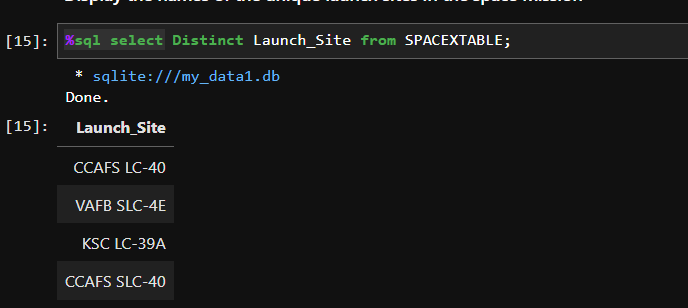 Display the names of the unique launch sites in the space mission
[15]: %sql select Distinct Launch_Site from SPACEXTABLE;
* sqlite:///my_data1.db
Done.
[15]: Launch_Site
CCAFS LC-40
VAFB SLC-4E
KSC LC-39A
CCAFS SLC-40